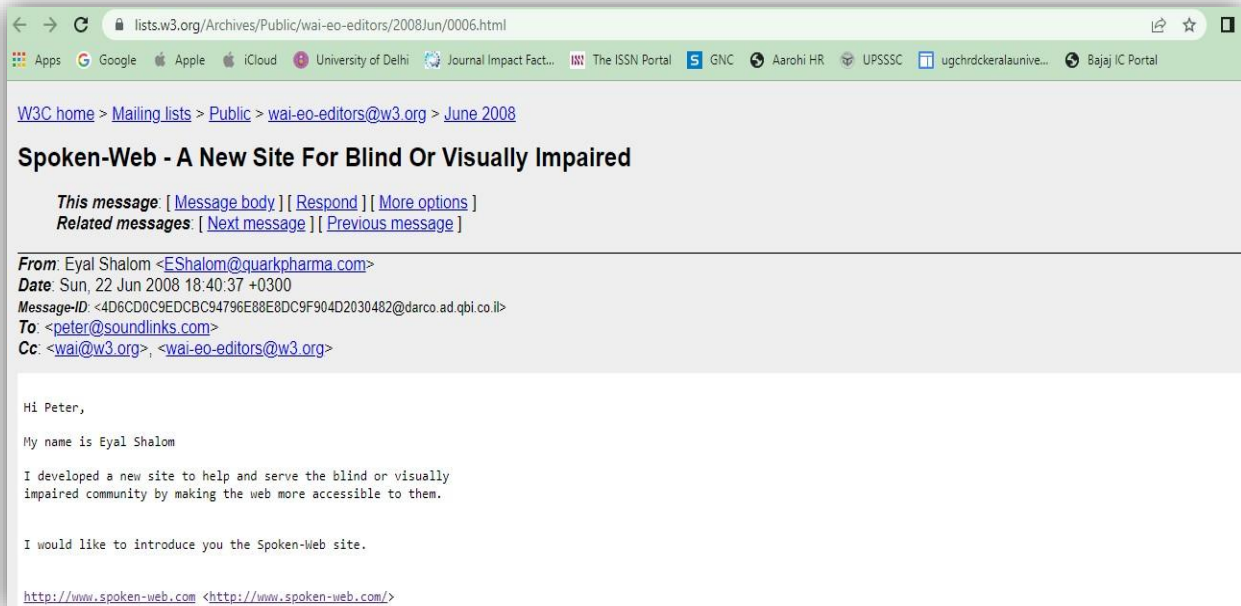 lists.w3.org/Archives/Public/wai-eo-editors/2008Jun/0006.html
Apps Google Apple iCloud University of Delhi Journal Impact Fact... The ISSN Portal GNC Aarohi HR UPSSSC ugchrdckeralaunive... Bajaj IC Portal
W3C home > Mailing lists > Public > wai-eo-editors@w3.org > June 2008
Spoken-Web - A New Site For Blind Or Visually Impaired
This message: [ Message body ] [ Respond ] [ More options ]
Related messages: [ Next message ] [ Previous message ]
From: Eyal Shalom <EShalom@quarkpharma.com>
Date: Sun, 22 Jun 2008 18:40:37 +0300
Message-ID: <4D6CD0C9EDCBC94796E88E8DC9F904D2030482@darco.ad.qbi.co.il>
To: <peter@soundlinks.com>
Cc: <wai@w3.org>, <wai-eo-editors@w3.org>
Hi Peter,
My name is Eyal Shalom
I developed a new site to help and serve the blind or visually
impaired community by making the web more accessible to them.
I would like to introduce you the Spoken-Web site.
http://www.spoken-web.com <http://www.spoken-web.com/>